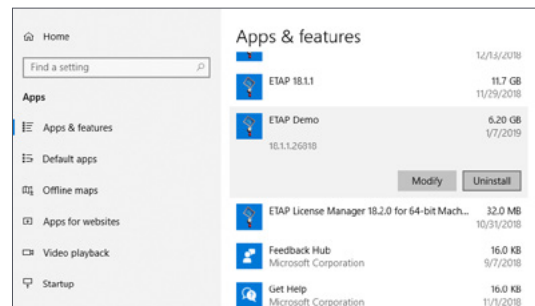 Home
Find a setting
Apps
Apps & features
Default apps
Offline maps
Apps for websites
Video playback
Startup
Apps & features
12/13/2018
ETAP 18.1.1
11.7 GB
11/29/2018
ETAP Demo
6.20 GB
1/7/2019
18.1.1.26818
Modify
Uninstall
ETAP License Manager 18.2.0 for 64-bit Mach...
32.0 MB
10/31/2018
Feedback Hub
16.0 KB
Microsoft Corporation
9/7/2018
Get Help
16.0 KB
Microsoft Corporation
11/1/2018